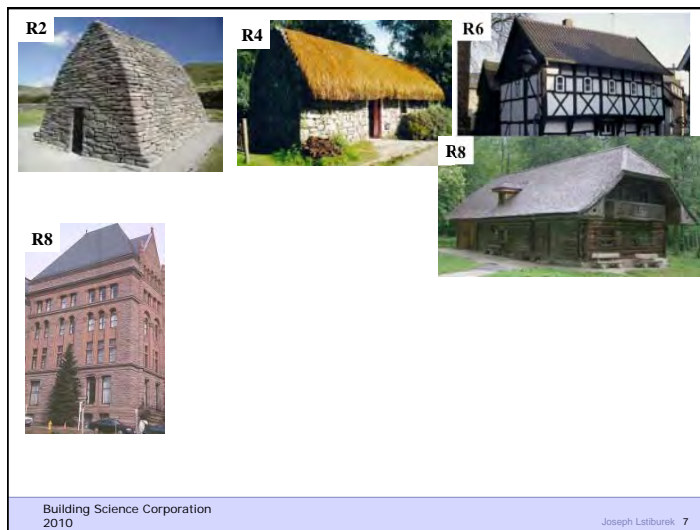 R2
R4
R6
R8
R8
Building Science Corporation
2010
Joseph Lstiburek 7